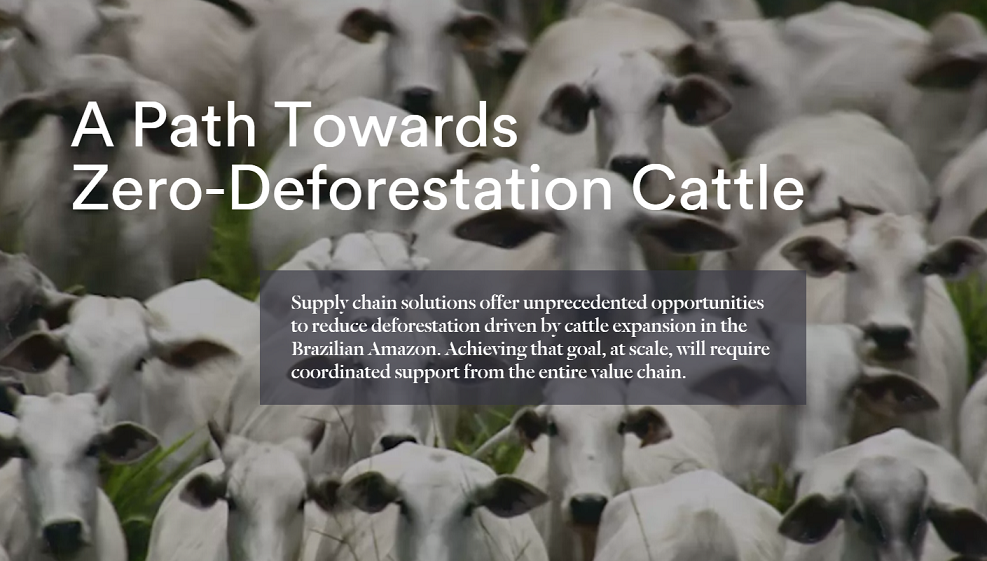 A Path Towards
Zero-Deforestation Cattle
Supply chain solutions offer unprecedented opportunities
to reduce deforestation driven by cattle expansion in the
Brazilian Amazon. Achieving that goal, at scale, will require
coordinated support from the entire value chain.